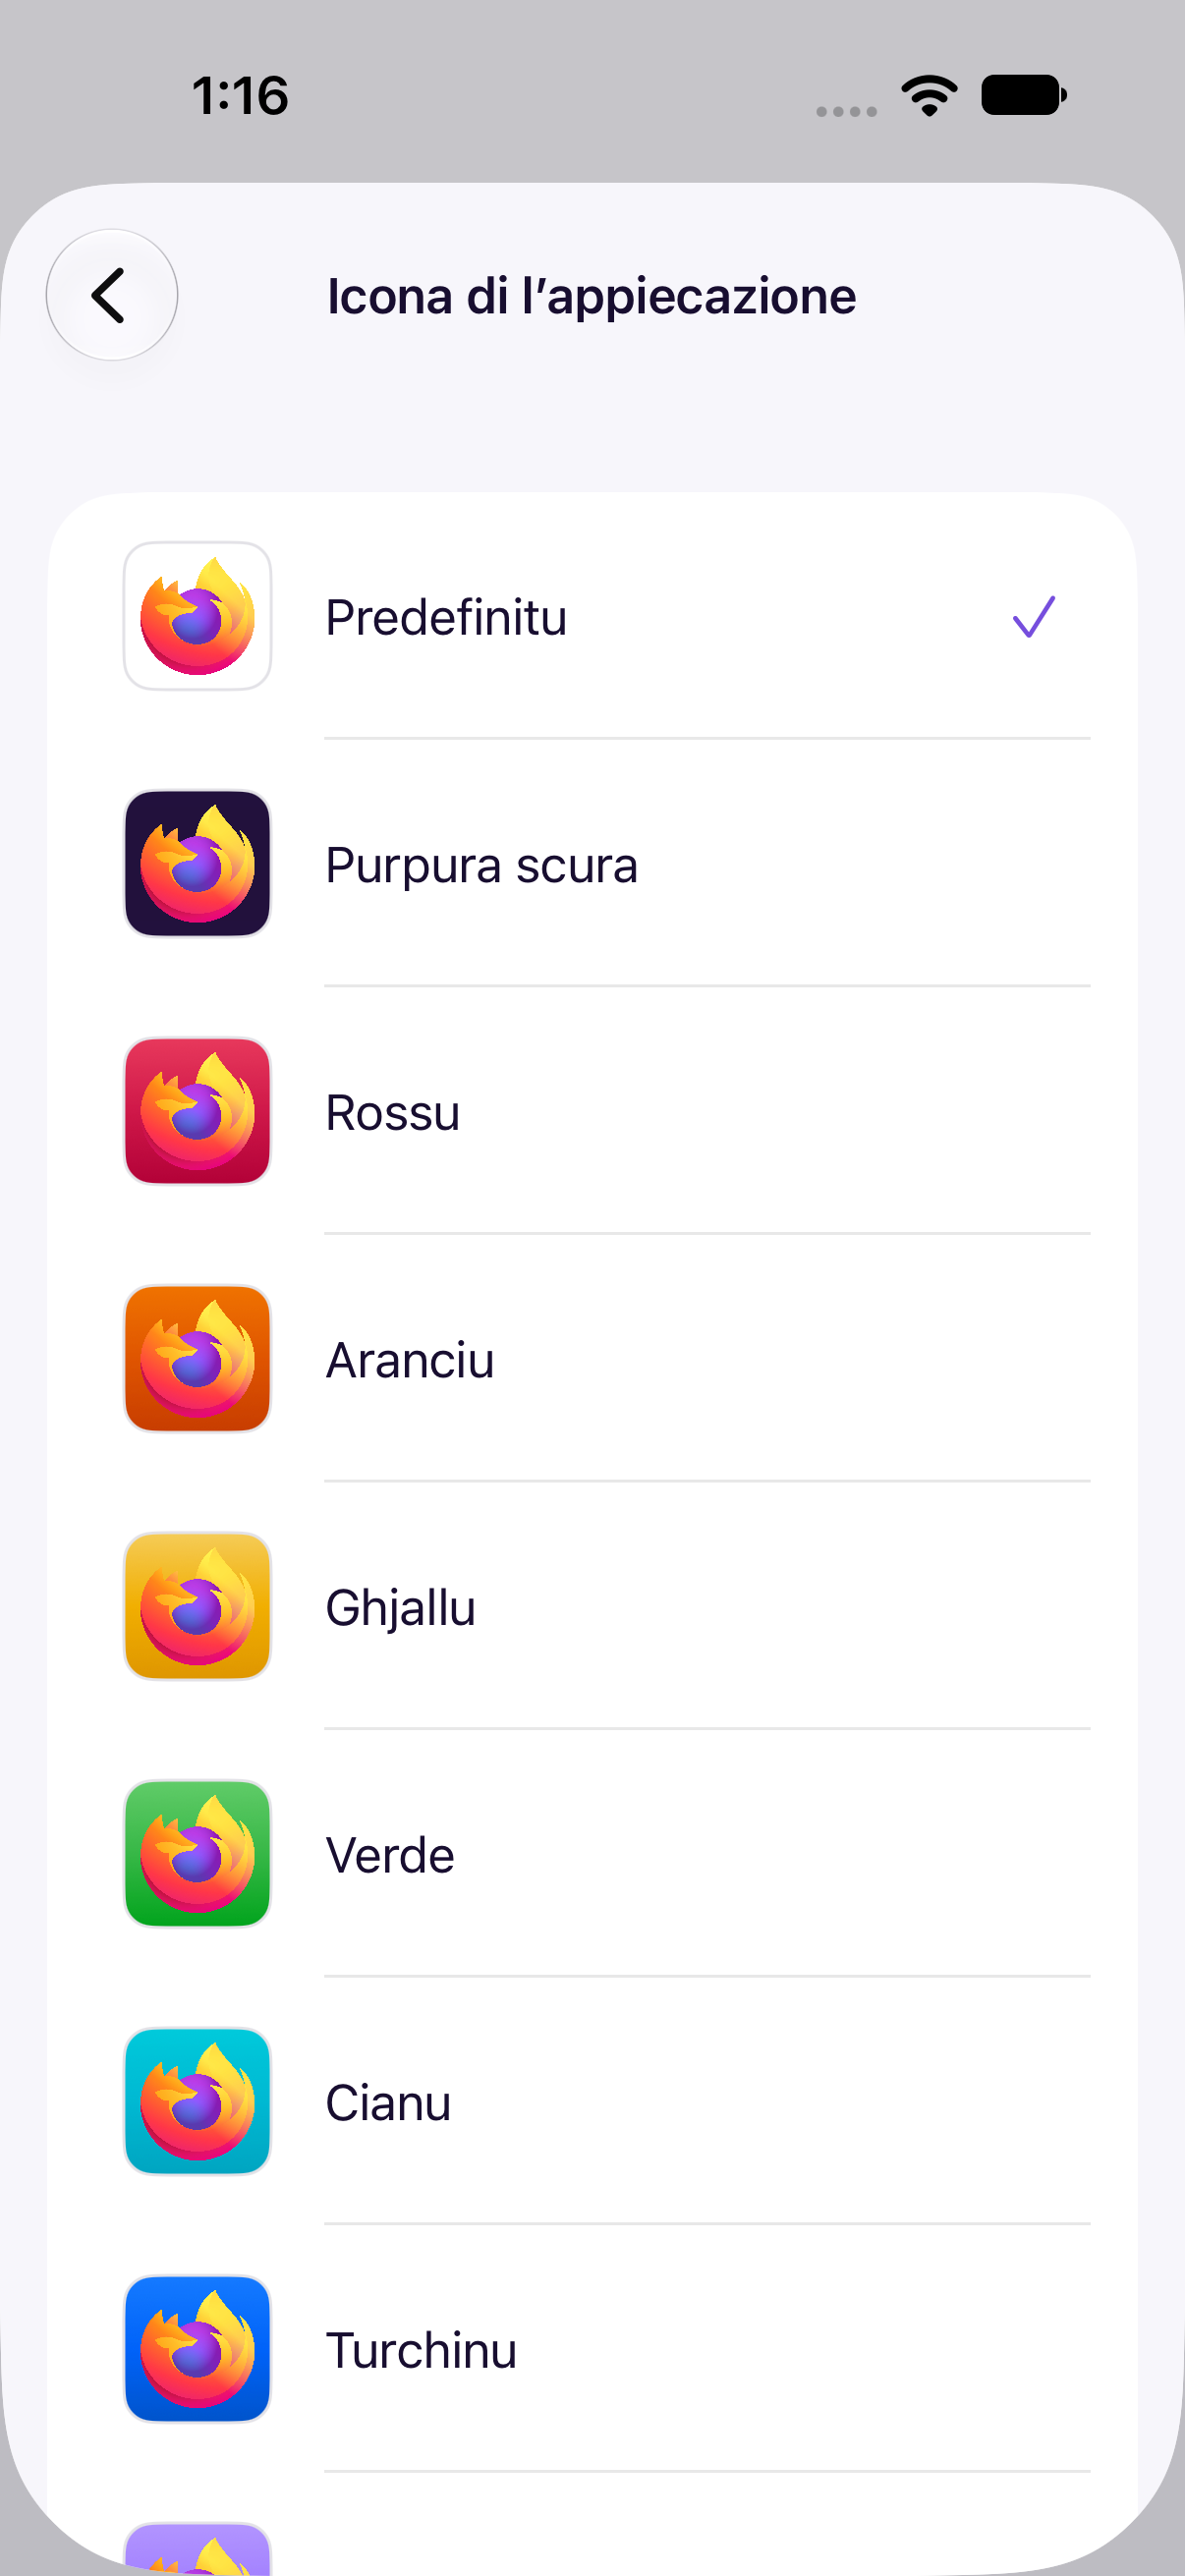 1:16
Icona di l’appiecazione
Predefinitu
Purpura scura
Rossu
Aranciu
Ghjallu
Verde
Cianu
Turchinu